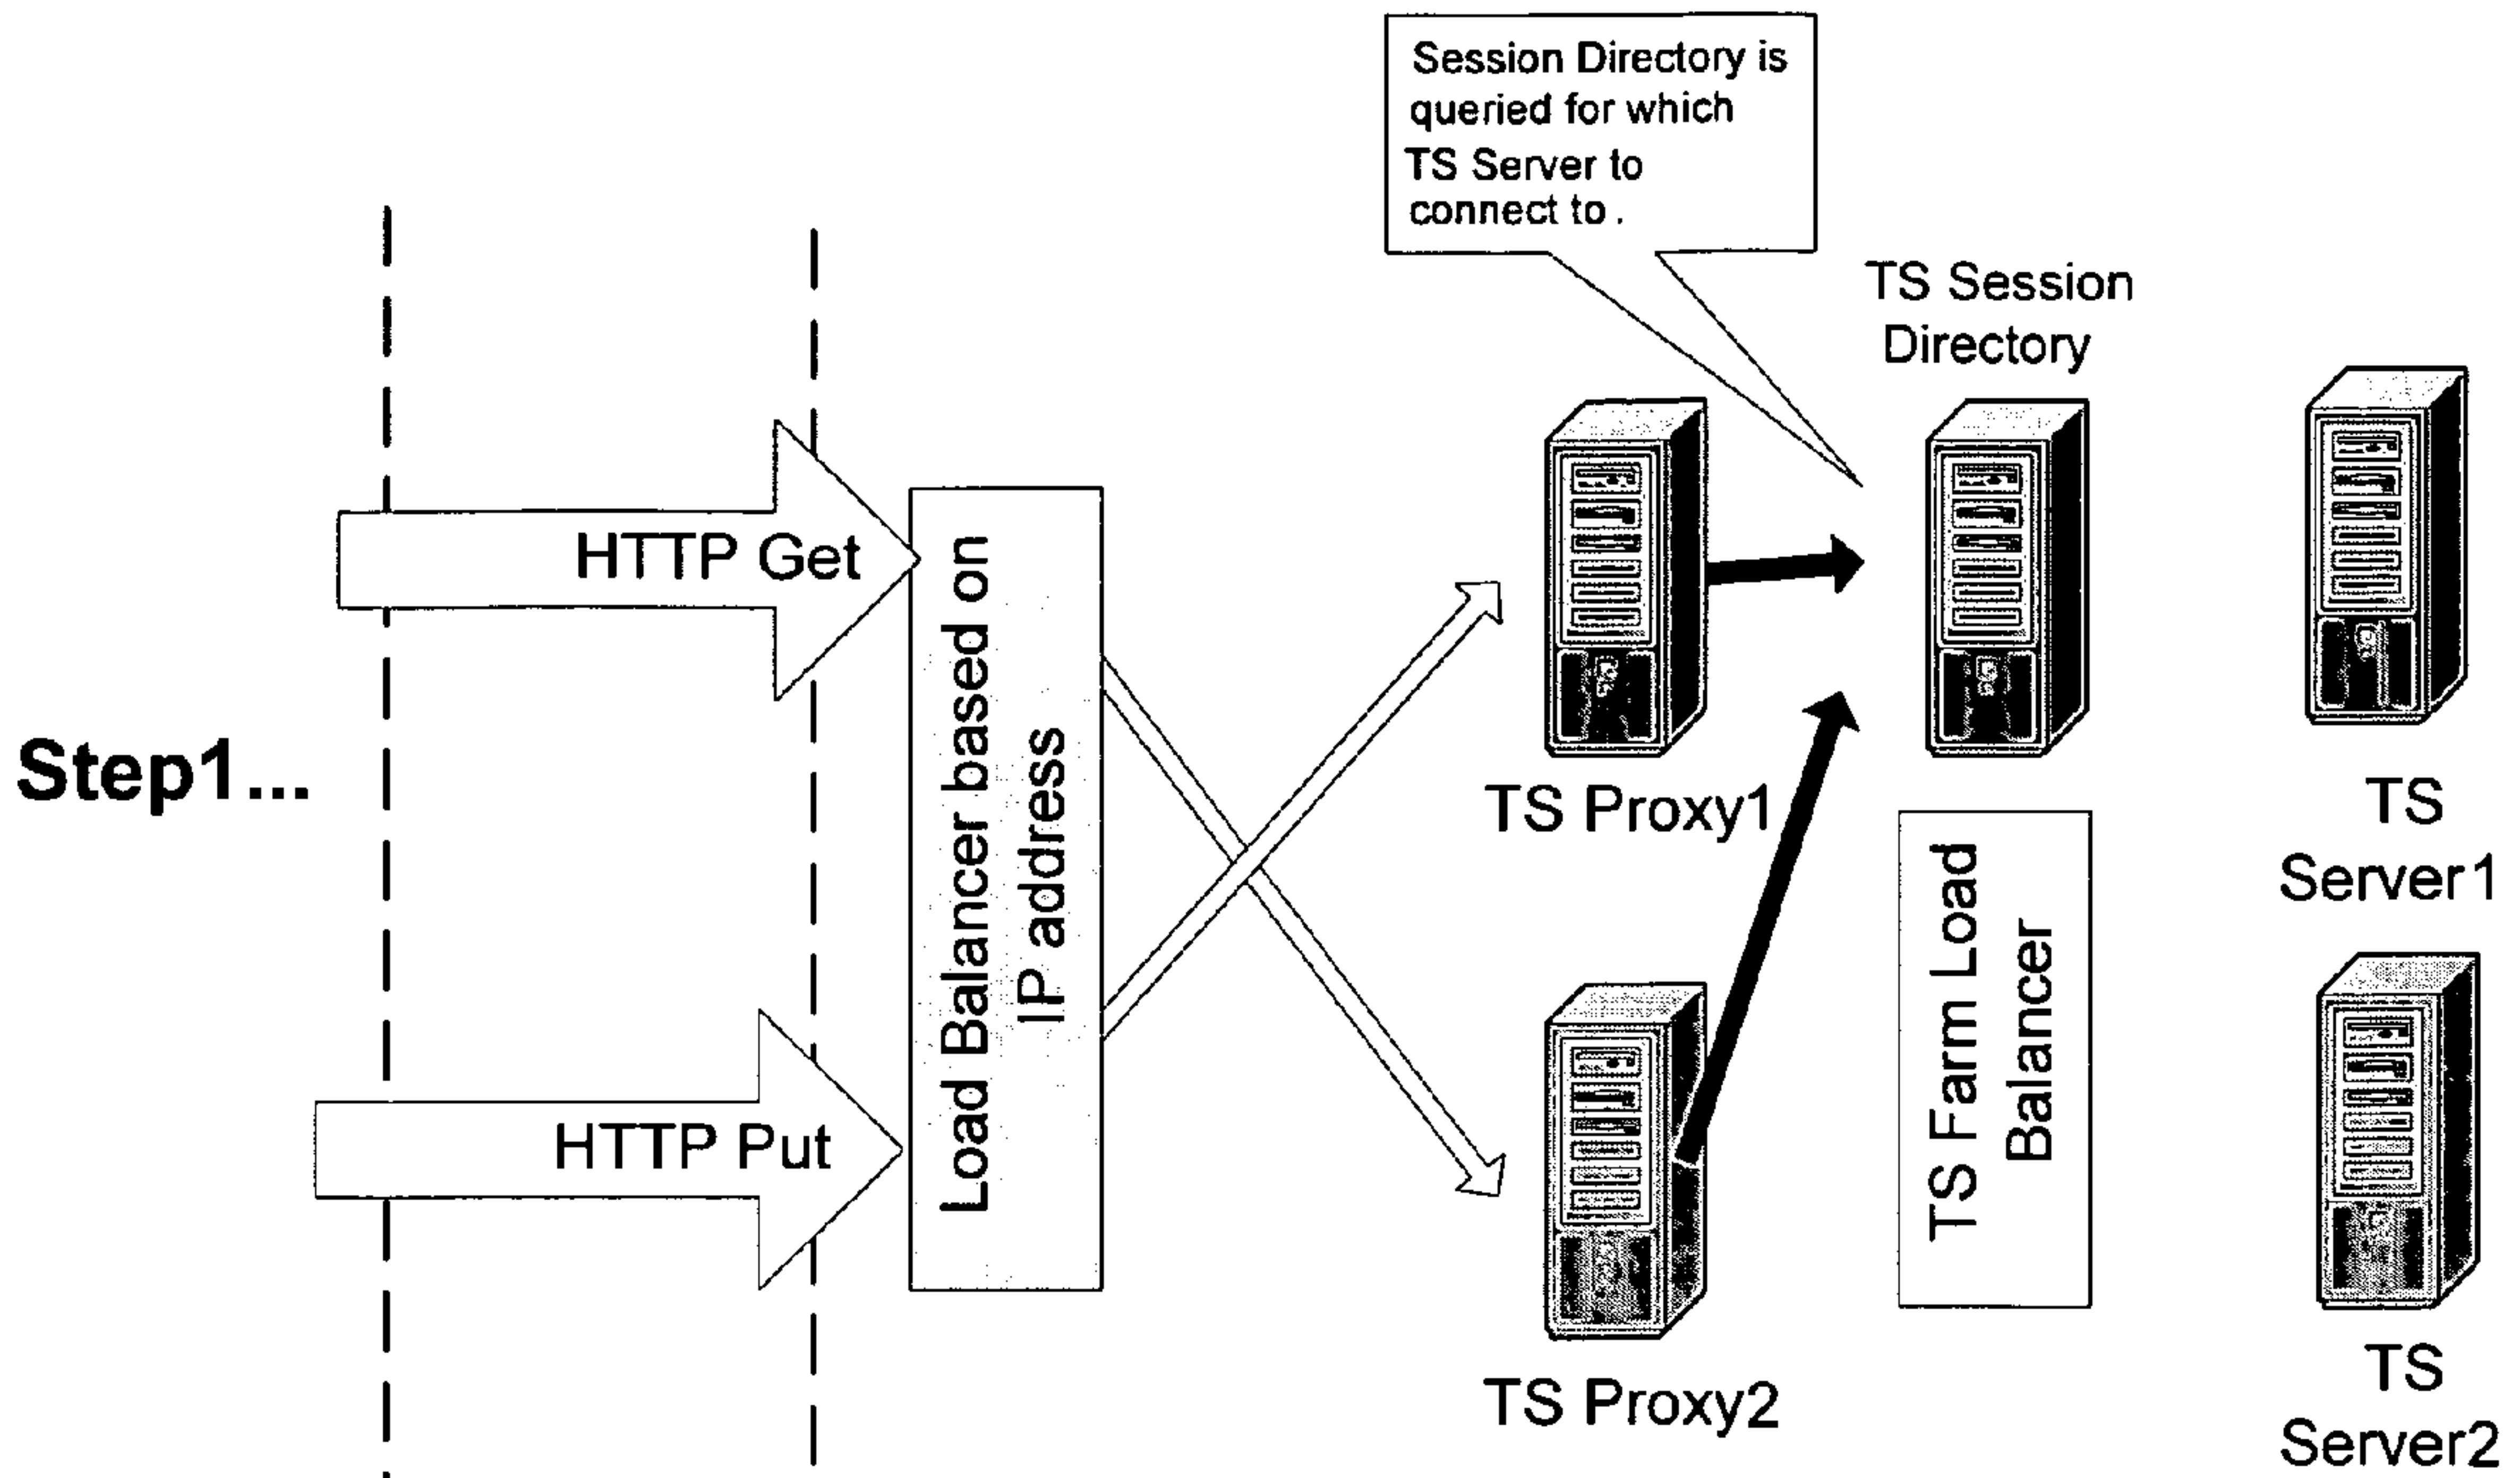 Session Directory is
queried for which
TS Server to
connect to .
TS Session
Directory
HTTP Get
Step1...
HTTP Put
Load Balancer based on
IP address
TS Proxy1
TS Proxy2
TS Farm Load
Balancer
TS
Server1
TS
Server2